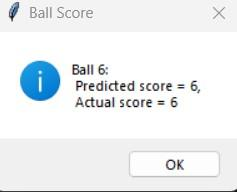 Ball Score
Ball 6:
Predicted score = 6,
Actual score = 6
OK